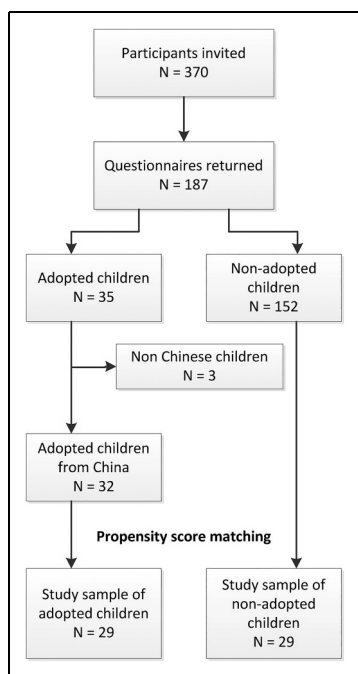 Participants invited
N = 370
Questionnaires returned
N = 187
Adopted children
N = 35
Non-adopted
children
N = 152
Non Chinese children
N = 3
Adopted children
from China
N = 32
Propensity score matching
Study sample of
adopted children
N = 29
Study sample of
non-adopted
children
N = 29